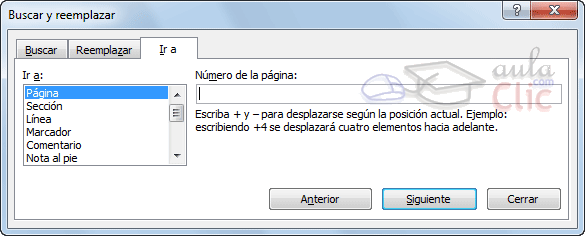 Buscar y reemplazar
?
Buscar Reemplazar Ir a
Ir a:
Página
Sección
Línea
Marcador
Comentario
Nota al pie
Número de la página:
Escriba + y – para desplazarse según la posición actual. Ejemplo:
escribiendo +4 se desplazará cuatro elementos hacia adelante.
aula
.com
Clic
Anterior Siguiente Cerrar